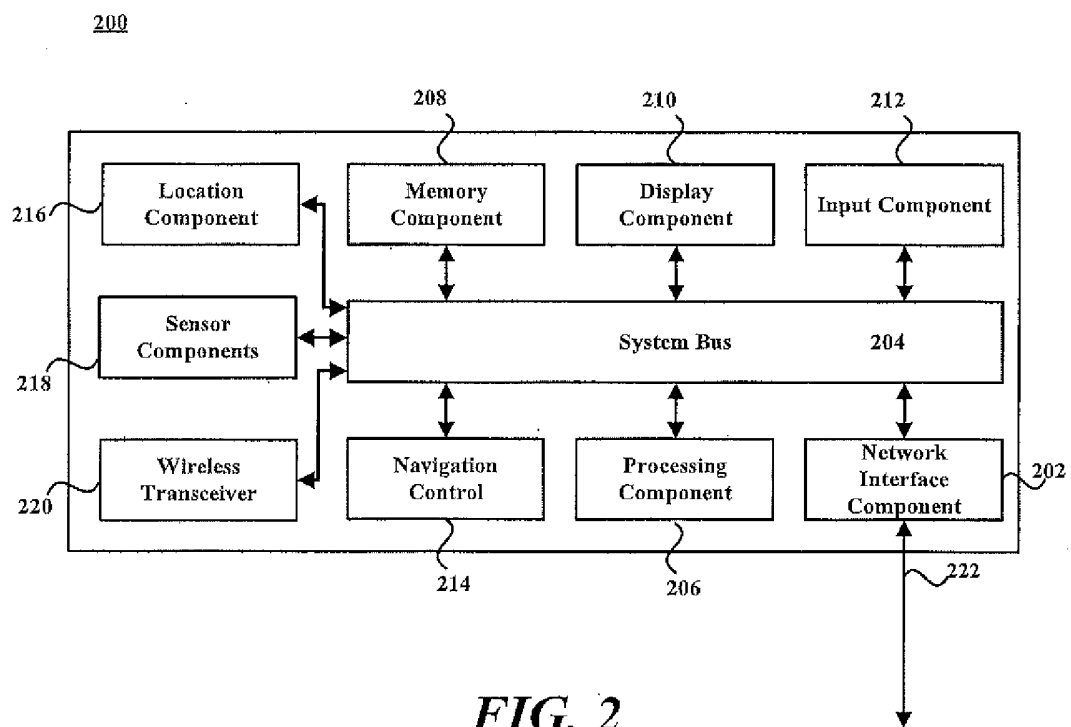 200
208
210
212
Location
Component
Memory
Component
Display
Component
Input Component
216
Sensor
Components
System Bus
204
218
Wireless
Transceiver
Navigation
Control
Processing
Component
Network
Interface
Component
202
220
214
206
222
FIG. 2